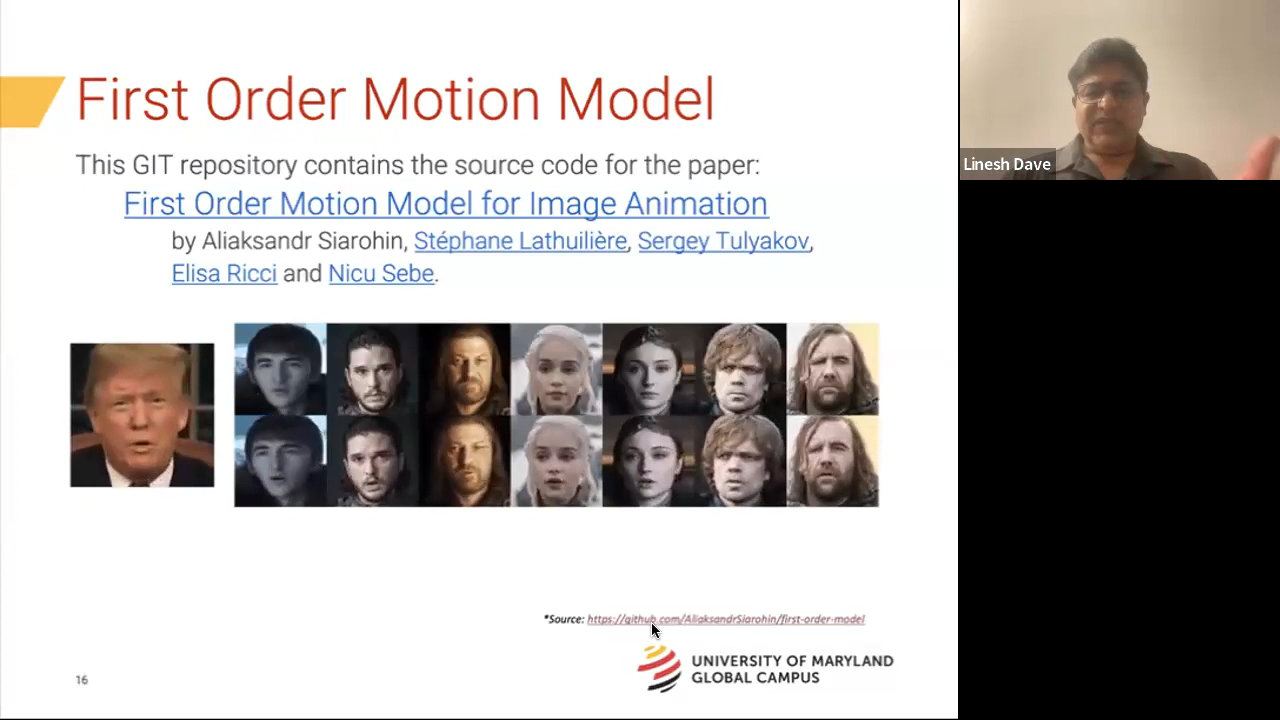 First Order Motion Model
This GIT repository contains the source code for the paper:
First Order Motion Model for Image Animation
by Aliaksandr Siarohin, Stéphane Lathuilière, Sergey Tulyakov,
Elisa Ricci and Nicu Sebe.
*Source: https://github.com/AliaksandrSiarohin/first-order-model
UNIVERSITY OF MARYLAND
GLOBAL CAMPUS
16
Linesh Dave